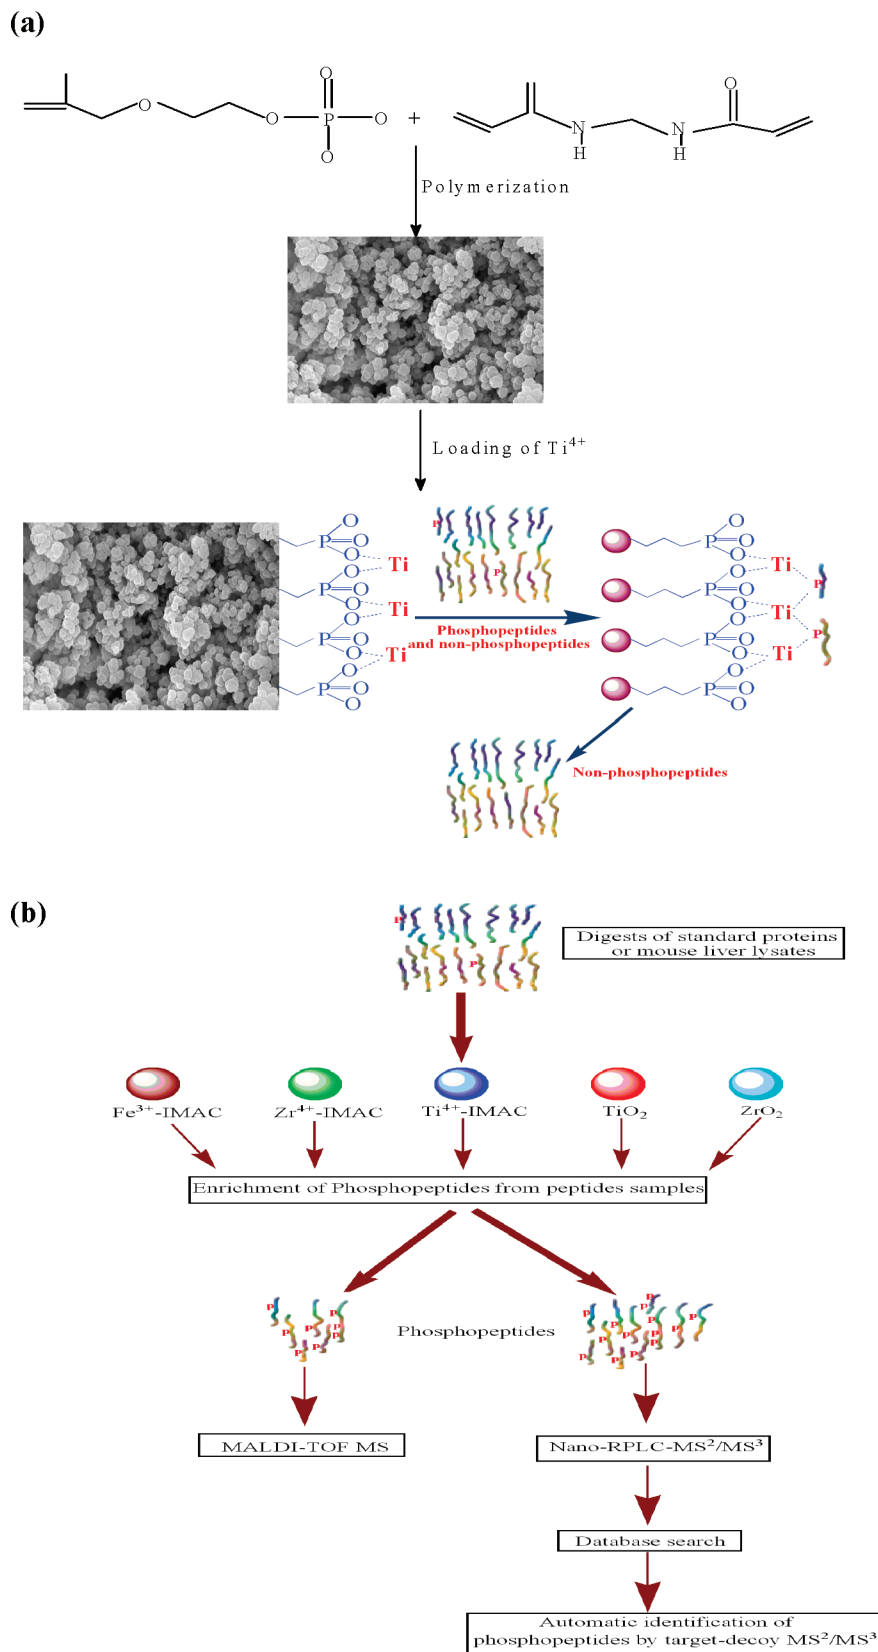 (a)
O
O
O
P
O
O
+
N
H
N
H
O
Polymerization
Loading of Ti4+
O
P
O
O
Ti
O
P
O
O
Ti
O
P
O
O
Ti
O
P
O
O
P
P
Phosphopeptides
and non-phosphopeptides
O
P
O
O
Ti
O
P
O
O
Ti
O
P
O
O
Ti
O
P
O
O
P
P
Non-phosphopeptides
(b)
P
P
Digests of standard proteins
or mouse liver lysates
Fe3+-IMAC
Zr4+-IMAC
Ti4+-IMAC
TiO2
ZrO2
Enrichment of Phosphopeptides from peptides samples
P
P
P
P
P
P
P
P
Phosphopeptides
P
P
P
P
P
P
P
P
P
P
P
P
P
MALDI-TOF MS
Nano-RPLC-MS2/MS3
Database search
Automatic identification of
phosphopeptides by target-decoy MS2/MS3